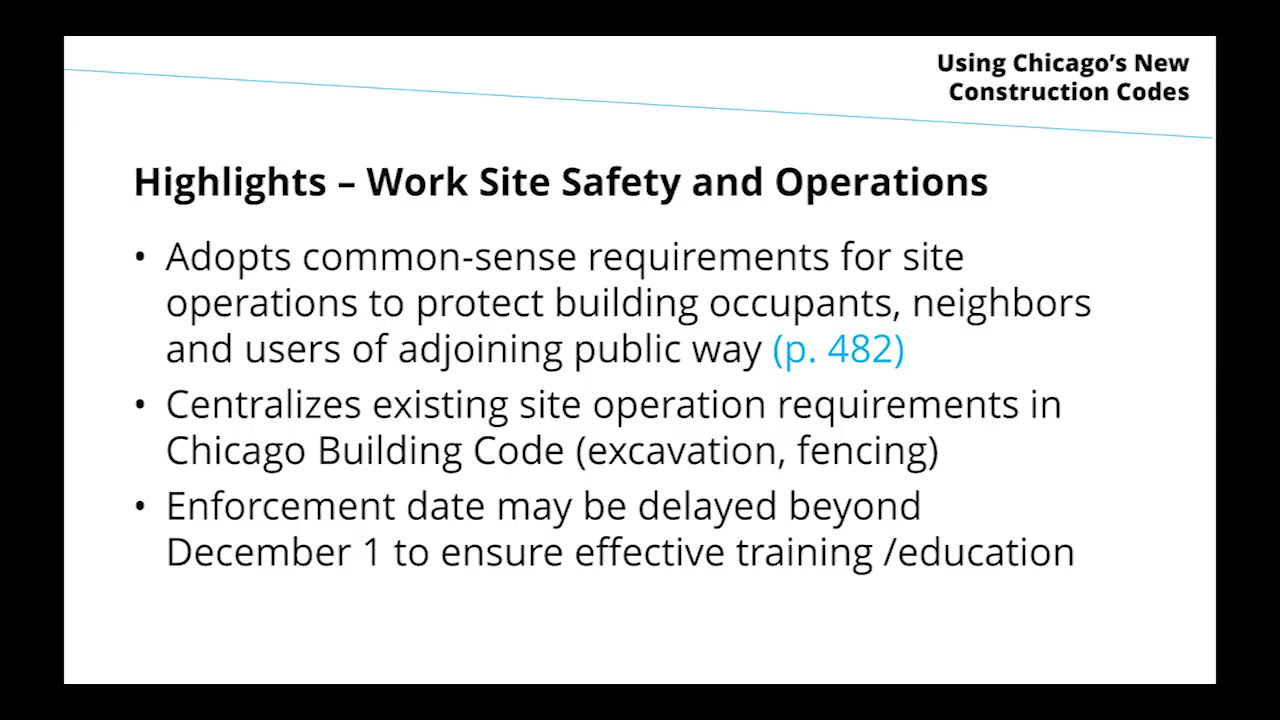 Using Chicago’s New
Construction Codes
Highlights – Work Site Safety and Operations
• Adopts common-sense requirements for site
operations to protect building occupants, neighbors
and users of adjoining public way (p. 482)
• Centralizes existing site operation requirements in
Chicago Building Code (excavation, fencing)
• Enforcement date may be delayed beyond
December 1 to ensure effective training /education